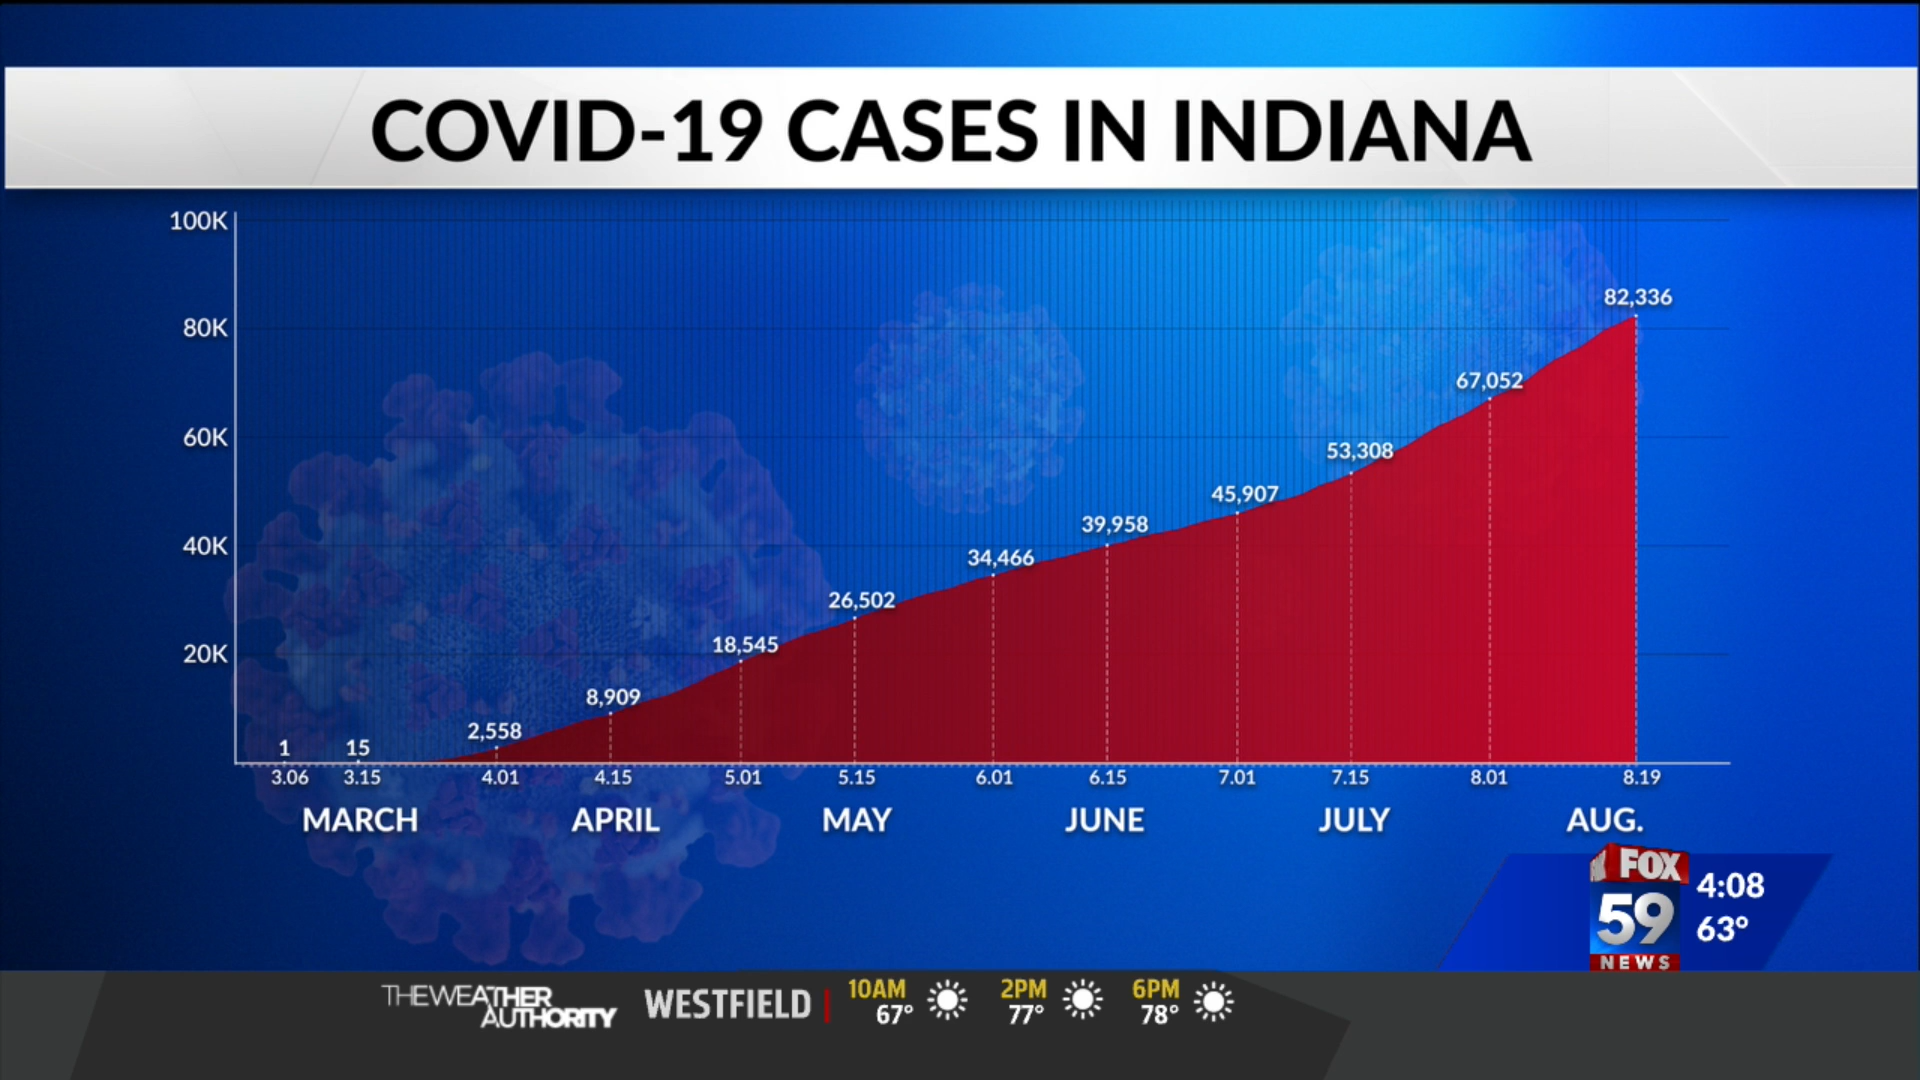 COVID-19 CASES IN INDIANA
100K
80K
60K
40K
20K
1
15
2,558
8,909
18,545
26,502
34,466
39,958
45,907
53,308
67,052
82,336
3.06 3.15 4.01 4.15 5.01 5.15 6.01 6.15 7.01 7.15 8.01 8.19
MARCH APRIL MAY JUNE JULY AUG.
FOX
59
NEWS
4:08
63°
THEWEATHER
AUTHORITY
WESTFIELD
10AM
67°
2PM
77°
6PM
78°